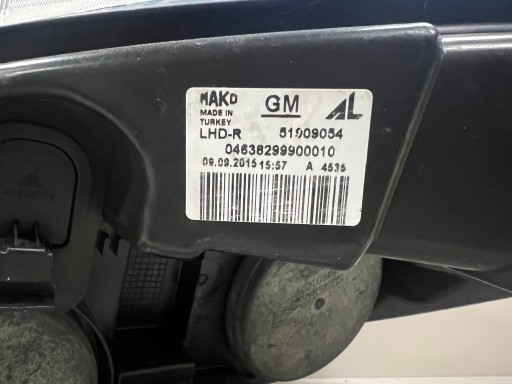 MAKO GM AL
MADE IN
TURKEY
LHD-R 51909054
04638299900010
09.09.2015 15:57 A 4535